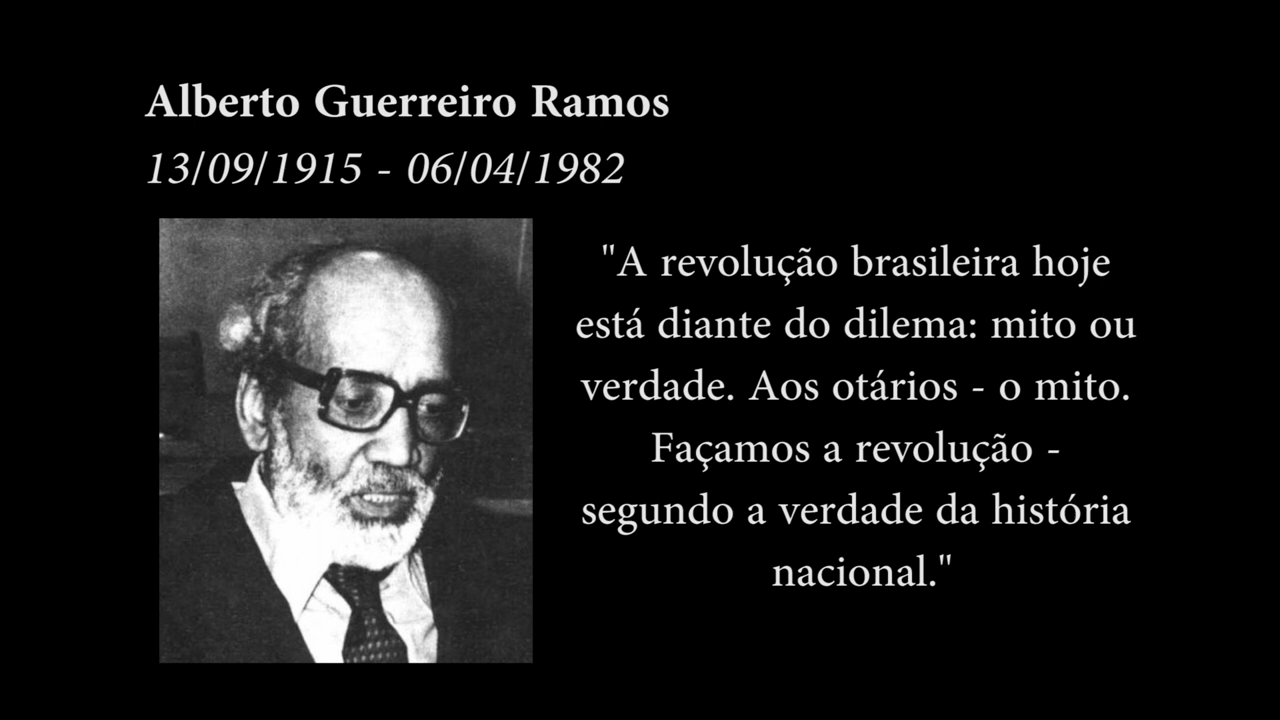 Alberto Guerreiro Ramos
13/09/1915 - 06/04/1982
"A revolução brasileira hoje
está diante do dilema: mito ou
verdade. Aos otários - o mito.
Façamos a revolução -
segundo a verdade da história
nacional."